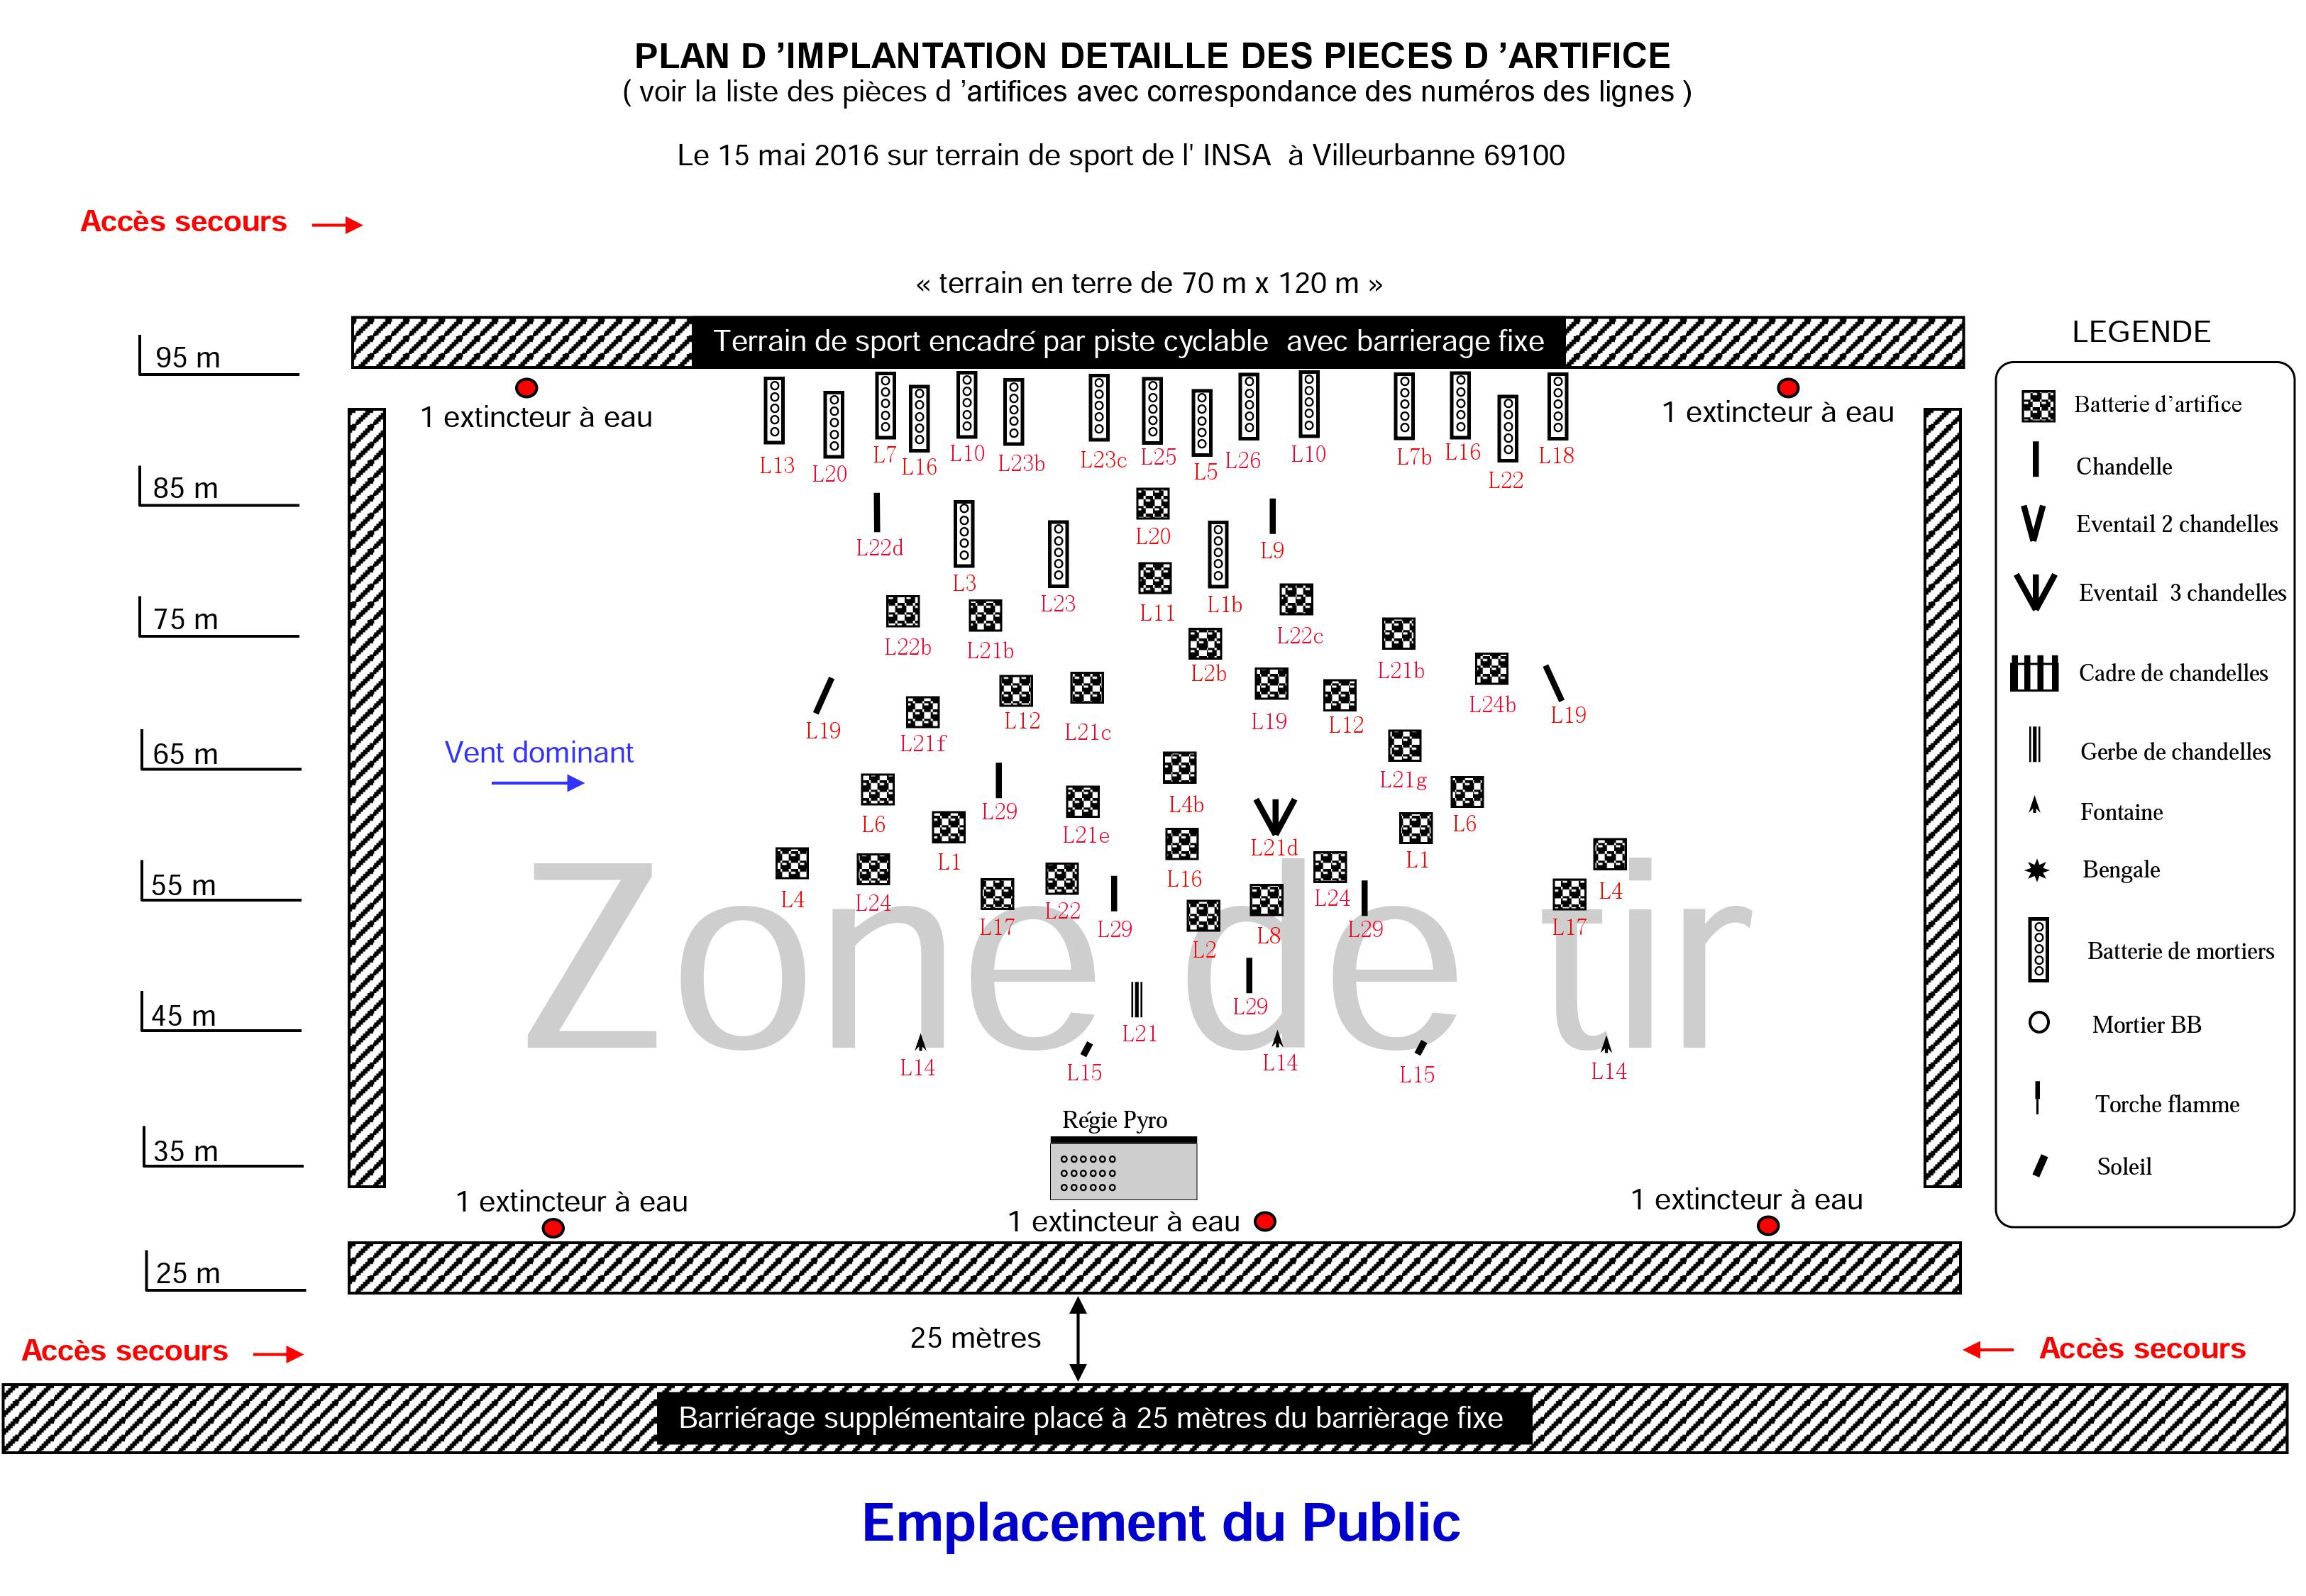 PLAN D ’IMPLANTATION DETAILLE DES PIECES D ’ARTIFICE
( voir la liste des pièces d ’artifices avec correspondance des numéros des lignes )
Le 15 mai 2016 sur terrain de sport de l' INSA à Villeurbanne 69100
Accès secours
« terrain en terre de 70 m x 120 m »
Terrain de sport encadré par piste cyclable avec barrierage fixe
LEGENDE
95 m
1 extincteur à eau
1 extincteur à eau
Batterie d’artifice
L13 L20 L7 L16 L10 L23b L23c L25 L5 L26 L10 L7b L16 L22 L18
Chandelle
85 m
Eventail 2 chandelles
L22d L3 L23 L20 L11 L1b L9
Eventail 3 chandelles
75 m
L22b L21b L2b L22c L21b L24b
Cadre de chandelles
L19 L21f L12 L21c L19 L12 L19
65 m
Vent dominant
Gerbe de chandelles
L6 L29 L21e L4b L21g L6
Fontaine
L1 L16 L21d L1
Bengale
55 m
L4 L24 L17 L22 L29 L2 L8 L24 L29 L17 L4
Zone de tir
Batterie de mortiers
45 m
L21 L29
Mortier BB
L14 L15 L14 L15 L14
Torche flamme
35 m
Régie Pyro
Soleil
1 extincteur à eau
1 extincteur à eau
1 extincteur à eau
25 m
25 mètres
Accès secours
Accès secours
Barriérage supplémentaire placé à 25 mètres du barrièrage fixe
Emplacement du Public